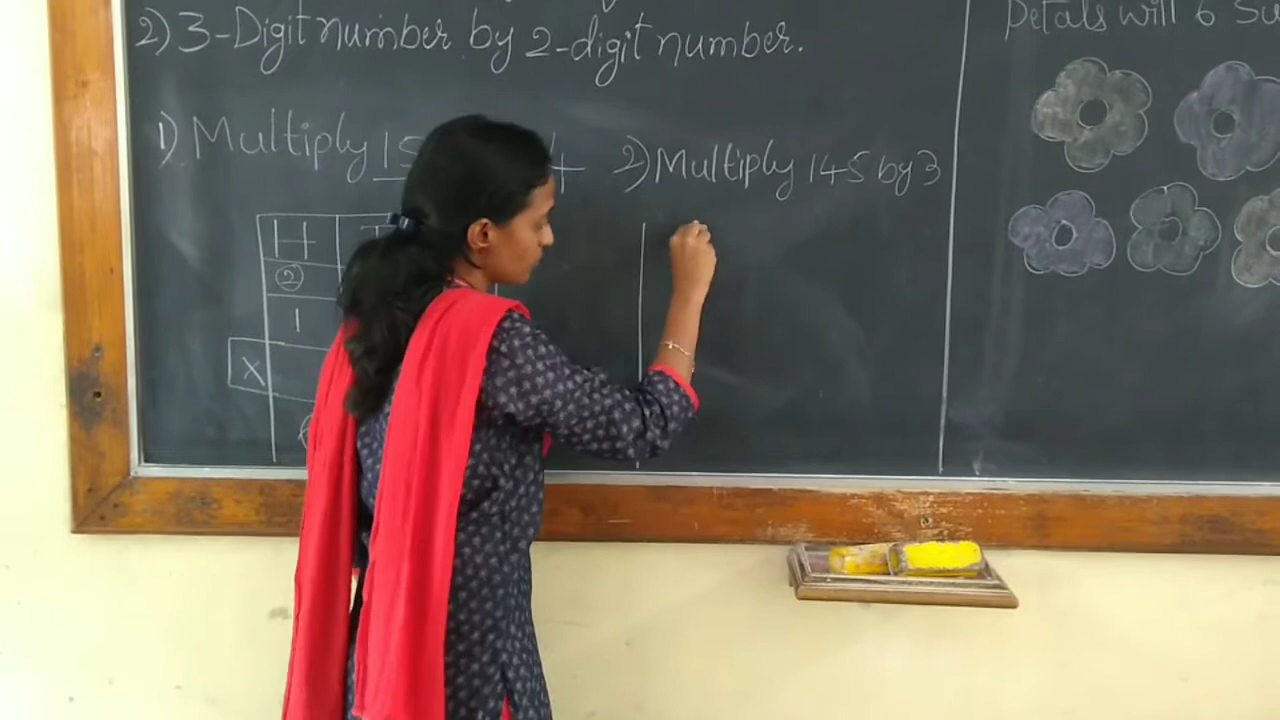 2) 3-Digit number by 2-digit number.
1) Multiply 15
2) Multiply 145 by 3
H T
2
1
X
Petals will 6